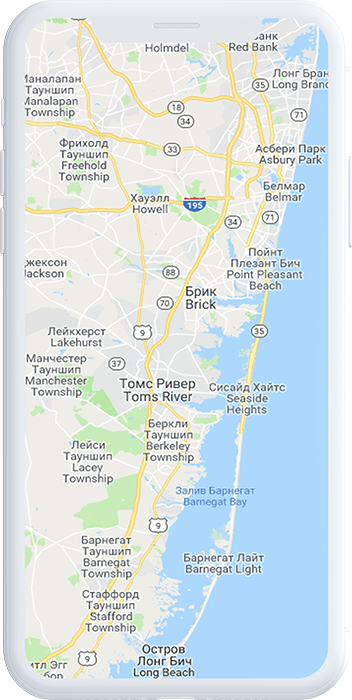 Банк
Holmdel
Red Bank
Лонг Бран
Long Branc
Маналапан
Тауншип
Manalapan
Township
35
71
18
34
Фрихолд
Тауншип
Freehold
Township
33
Асбери Парк
Asbury Park
Белмар
Belmar
Хауэлл
Howell
195
34
71
Пойнт
Плезант Бич
Point Pleasant
Beach
жексон
Jackson
88
Брик
Brick
70
Лейкхерст
Lakehurst
9
35
37
Манчестер
Тауншип
Manchester
Township
Томс Ривер
Toms River
Сисайд Хайтс
Seaside
Heights
Беркли
Тауншип
Berkeley
Township
Лейси
Тауншип
Lacey
Township
Залив Барнегат
Barnegat Bay
9
Барнегат
Тауншип
Barnegat
Township
Барнегат Лайт
Barnegat Light
Стаффорд
Тауншип
Stafford
Township
Остров
Лонг Бич
Long Beach
9
итл Эгг